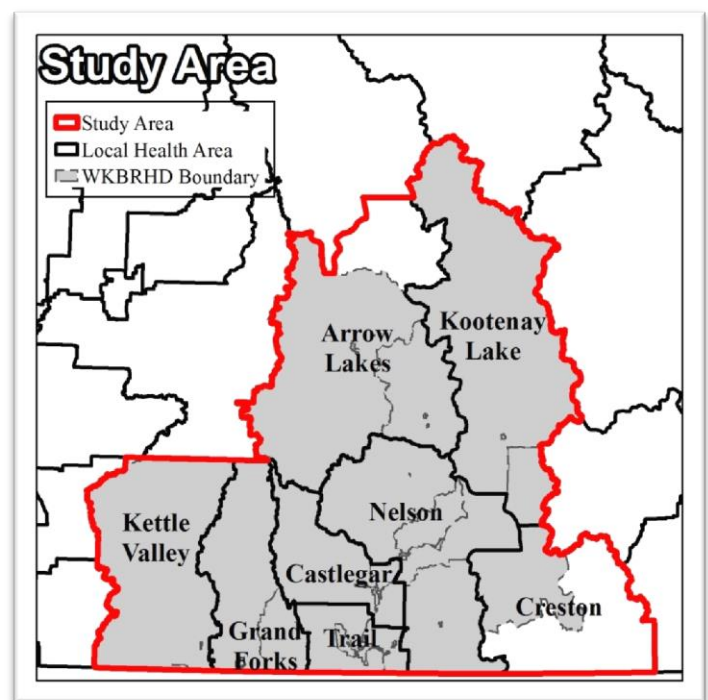 Study Area
Study Area
Local Health Area
WKBRHD Boundary
Kootenay
Lake
Arrow
Lakes
Nelson
Kettle
Valley
Castlegar
Creston
Grand
Forks
Trail